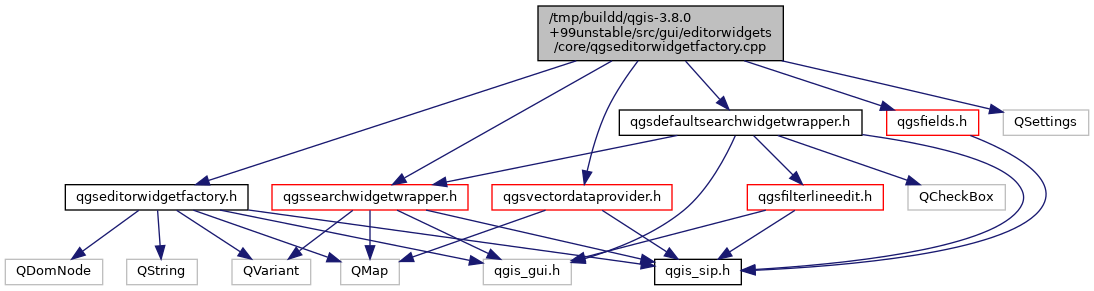 /tmp/buildd/qgis-3.8.0
+99unstable/src/gui/editorwidgets
/core/qgseditorwidgetfactory.cpp
qgsdefaultsearchwidgetwrapper.h
qgsfields.h
QSettings
qgseditorwidgetfactory.h
qgssearchwidgetwrapper.h
qgsvectordataprovider.h
qgsfilterlineedit.h
QCheckBox
QDomNode
QString
QVariant
QMap
qgis_gui.h
qgis_sip.h